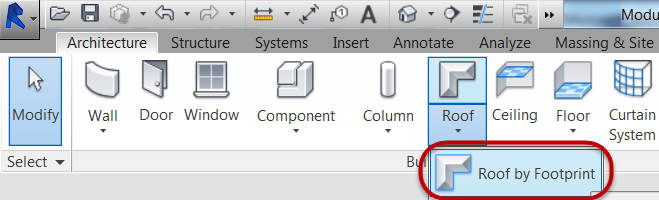 Modu
Architecture Structure Systems Insert Annotate Analyze Massing & Site
Modify Wall Door Window Component Column Roof Ceiling Floor Curtain
System
Select
Roof by Footprint